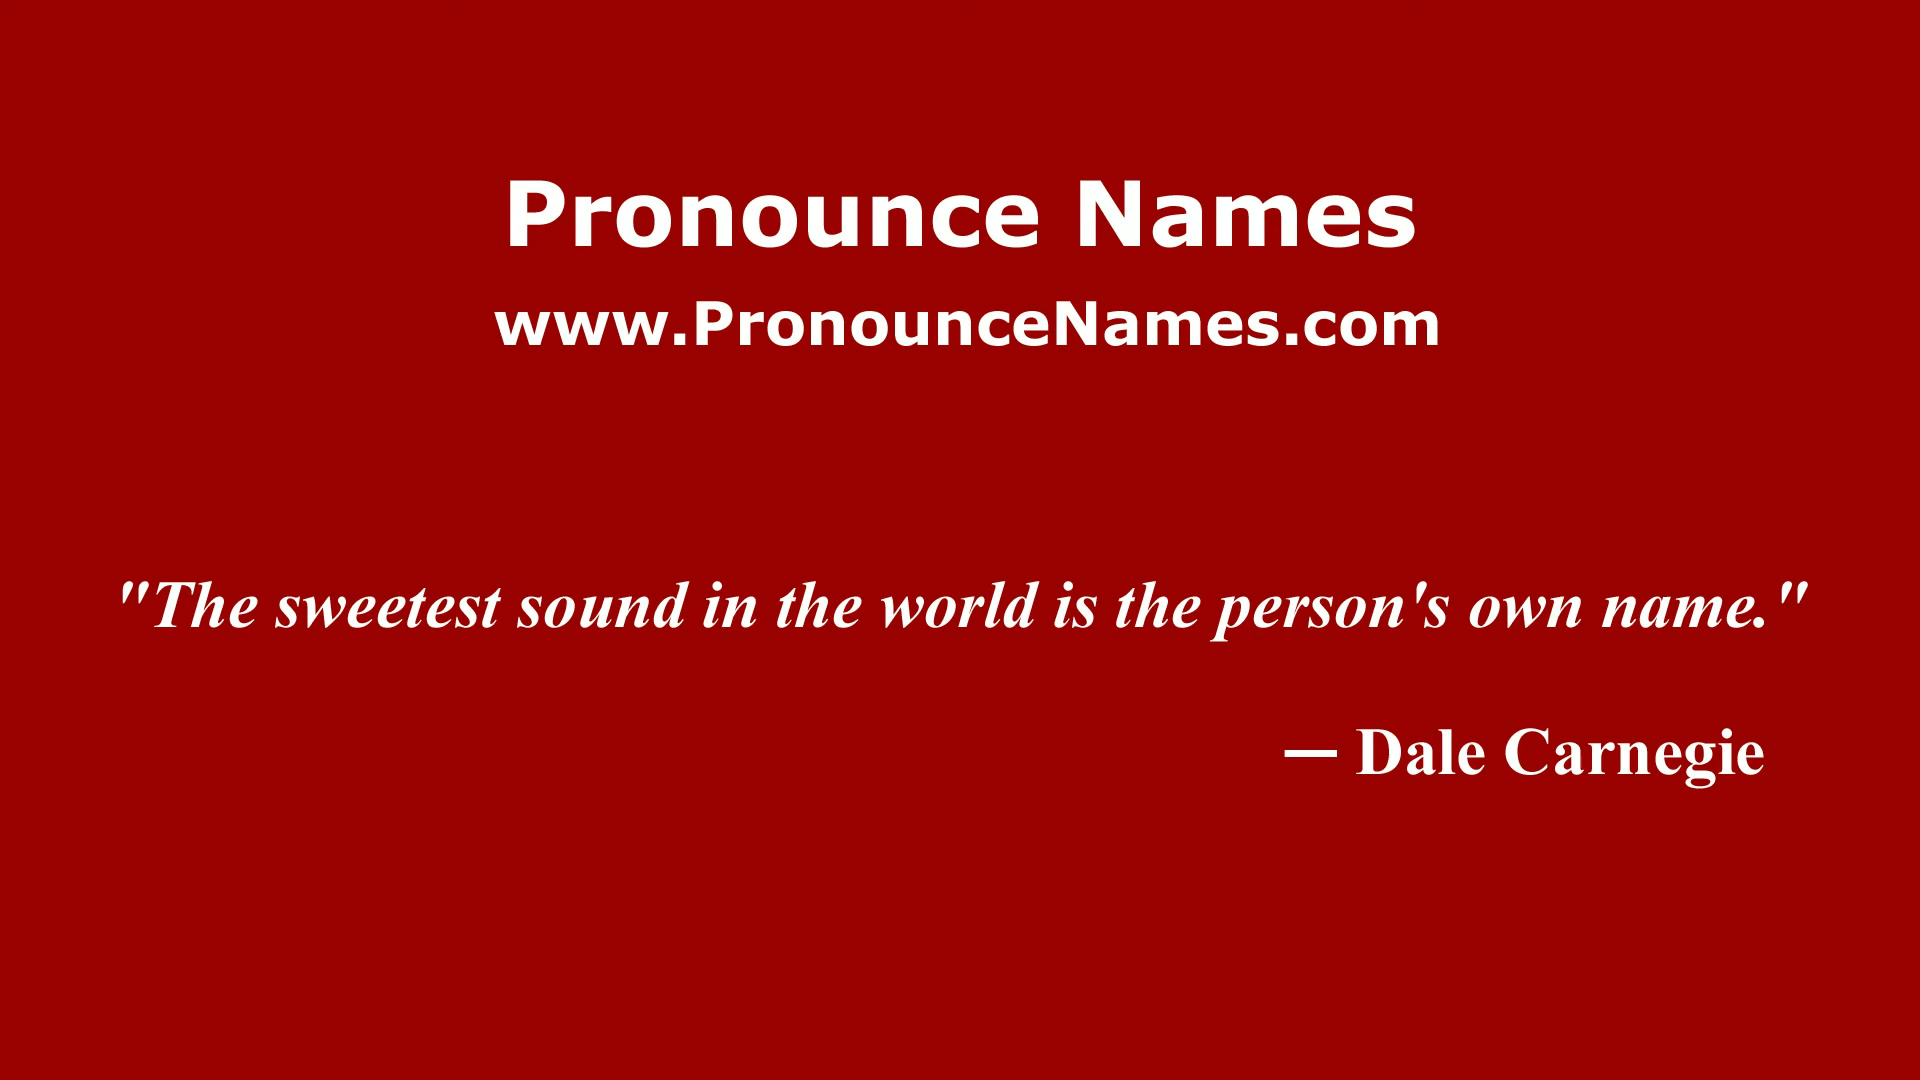 Pronounce Names
www.PronounceNames.com
"The sweetest sound in the world is the person's own name."
— Dale Carnegie